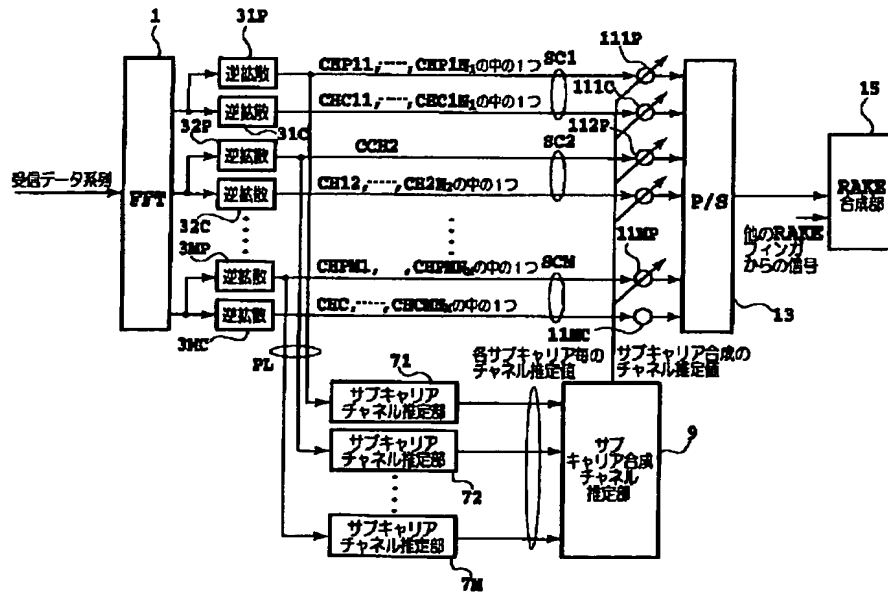 1
31P
逆拡散
CHP11,-----,CHP1N₁の中の1つ
SC1
111P
逆拡散
CHC11,-----,CHC1N₁の中の1つ
111C
15
32P
31C
逆拡散
CCH2
SC2
112P
受信データ系列
FFT
逆拡散
CH12,-----,CH2N₂の中の1つ
P/S
RAKE
合成部
32C
他のRAKE
フィンガ
からの信号
3MP
11MP
逆拡散
SCM
逆拡散
13
3MC
11MC
PL
各サブキャリア毎の
チャネル推定値
サブキャリア合成の
チャネル推定値
71
サブキャリア
チャネル推定部
9
サブキャリア
チャネル推定部
72
サブ
キャリア合成
チャネル
推定部
サブキャリア
チャネル推定部
7M